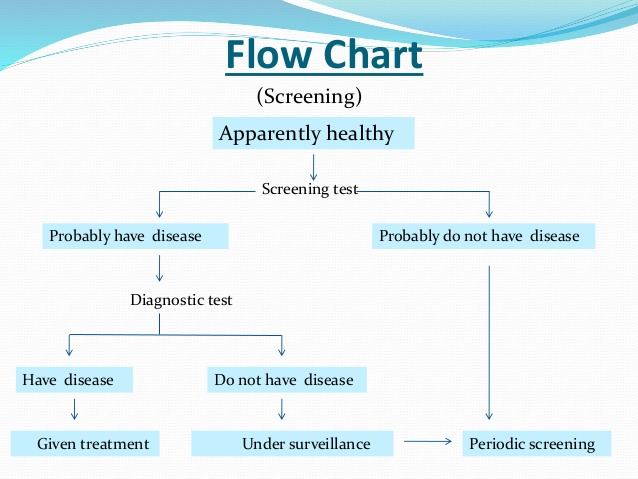 Flow Chart
(Screening)
Apparently healthy
Screening test
Probably have disease
Probably do not have disease
Diagnostic test
Have disease
Do not have disease
Given treatment
Under surveillance
Periodic screening